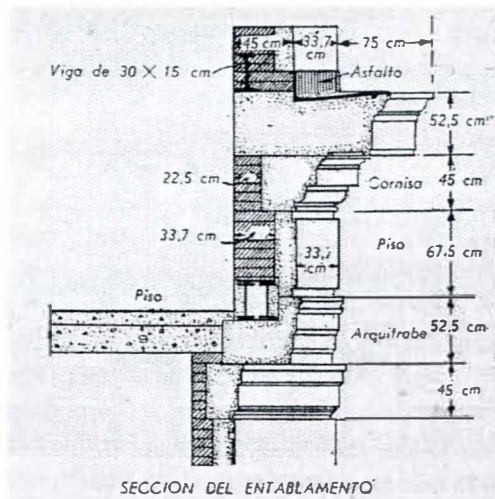 45 cm
33,7 cm
75 cm
Viga de 30 X 15 cm
Asfalto
52,5 cm
22,5 cm
Cornisa
45 cm
33,7 cm
33,7 cm
Piso
67.5 cm
Piso
Arquitrabe
52,5 cm
45 cm
SECCION DEL ENTABLAMENTO